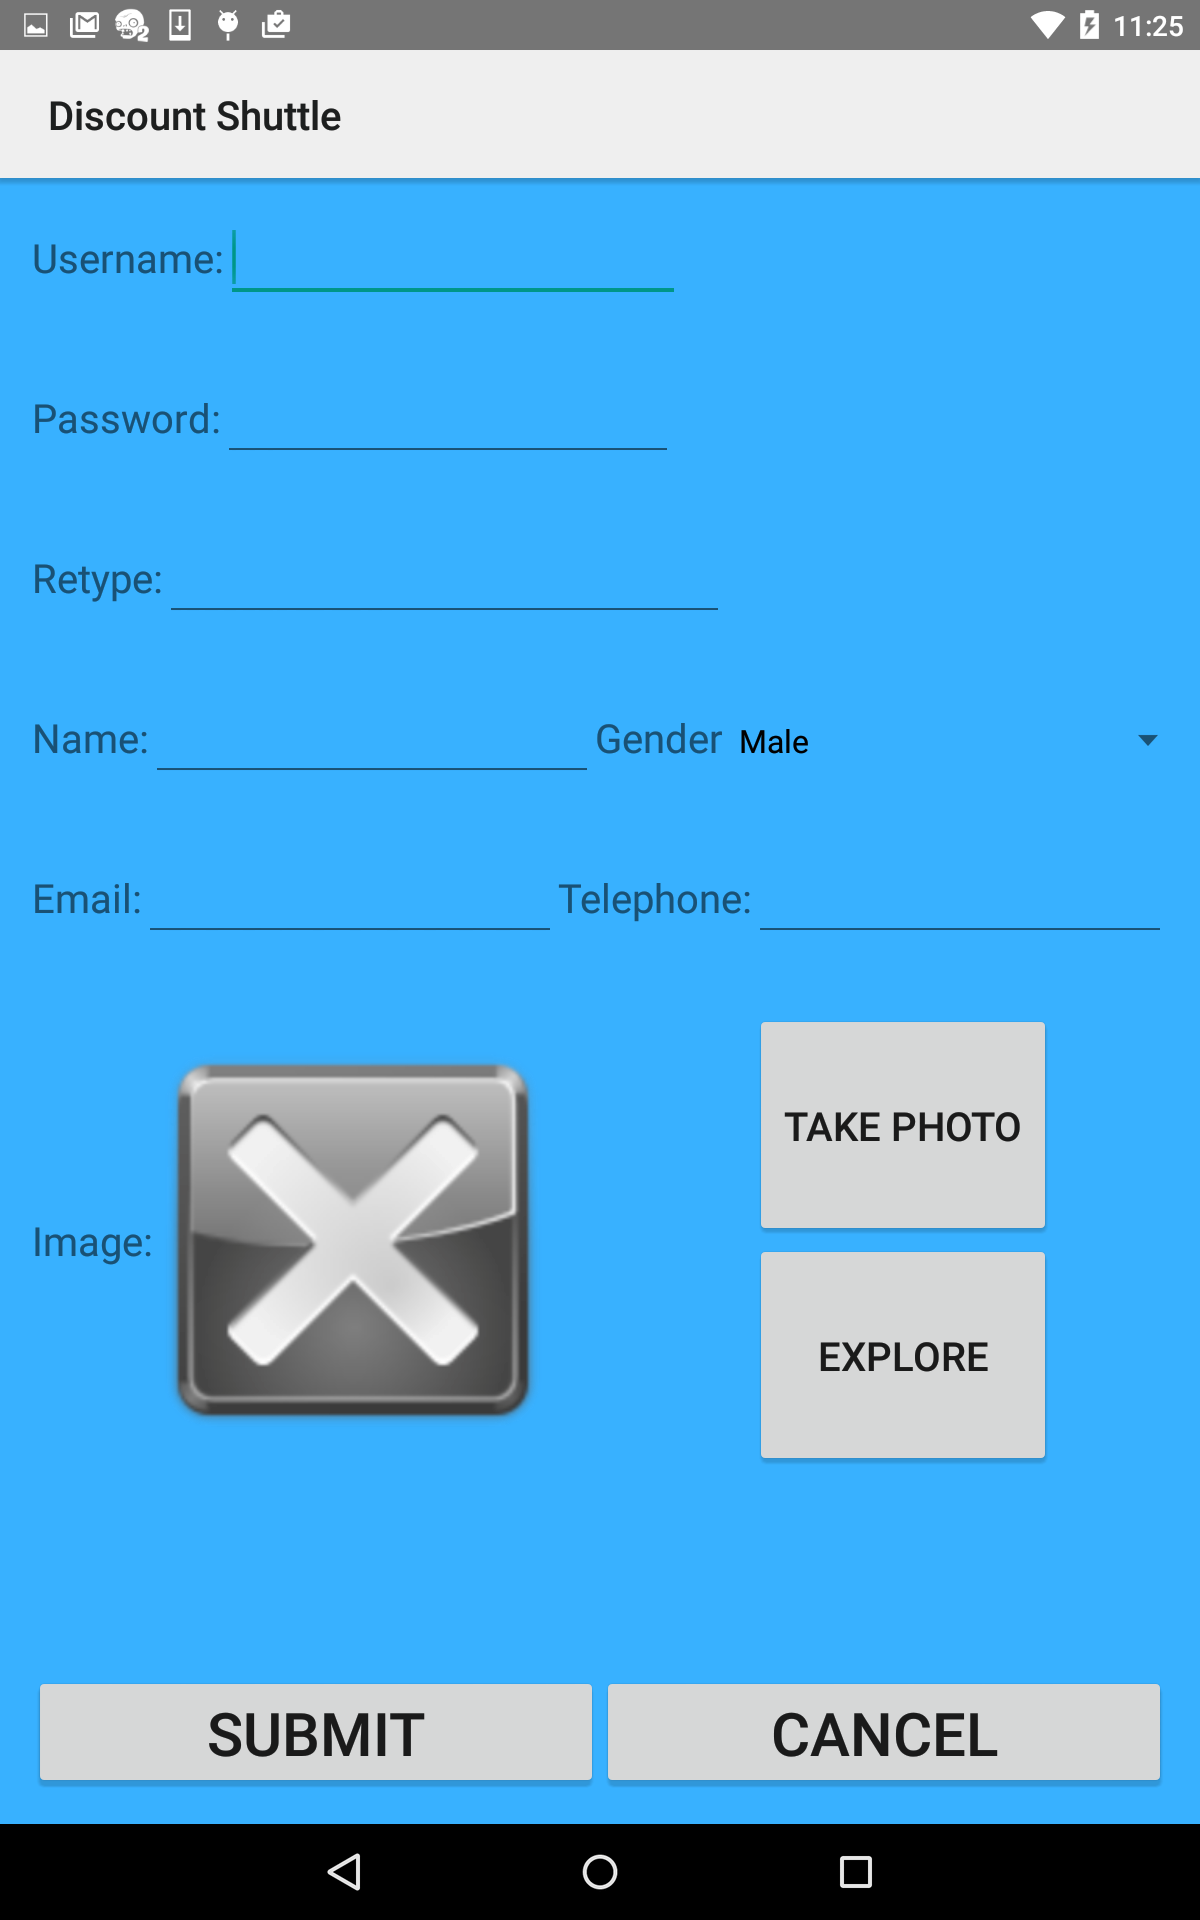 11:25
Discount Shuttle
Username:
Password:
Retype:
Name: Gender Male
Email: Telephone:
TAKE PHOTO
Image:
EXPLORE
SUBMIT CANCEL